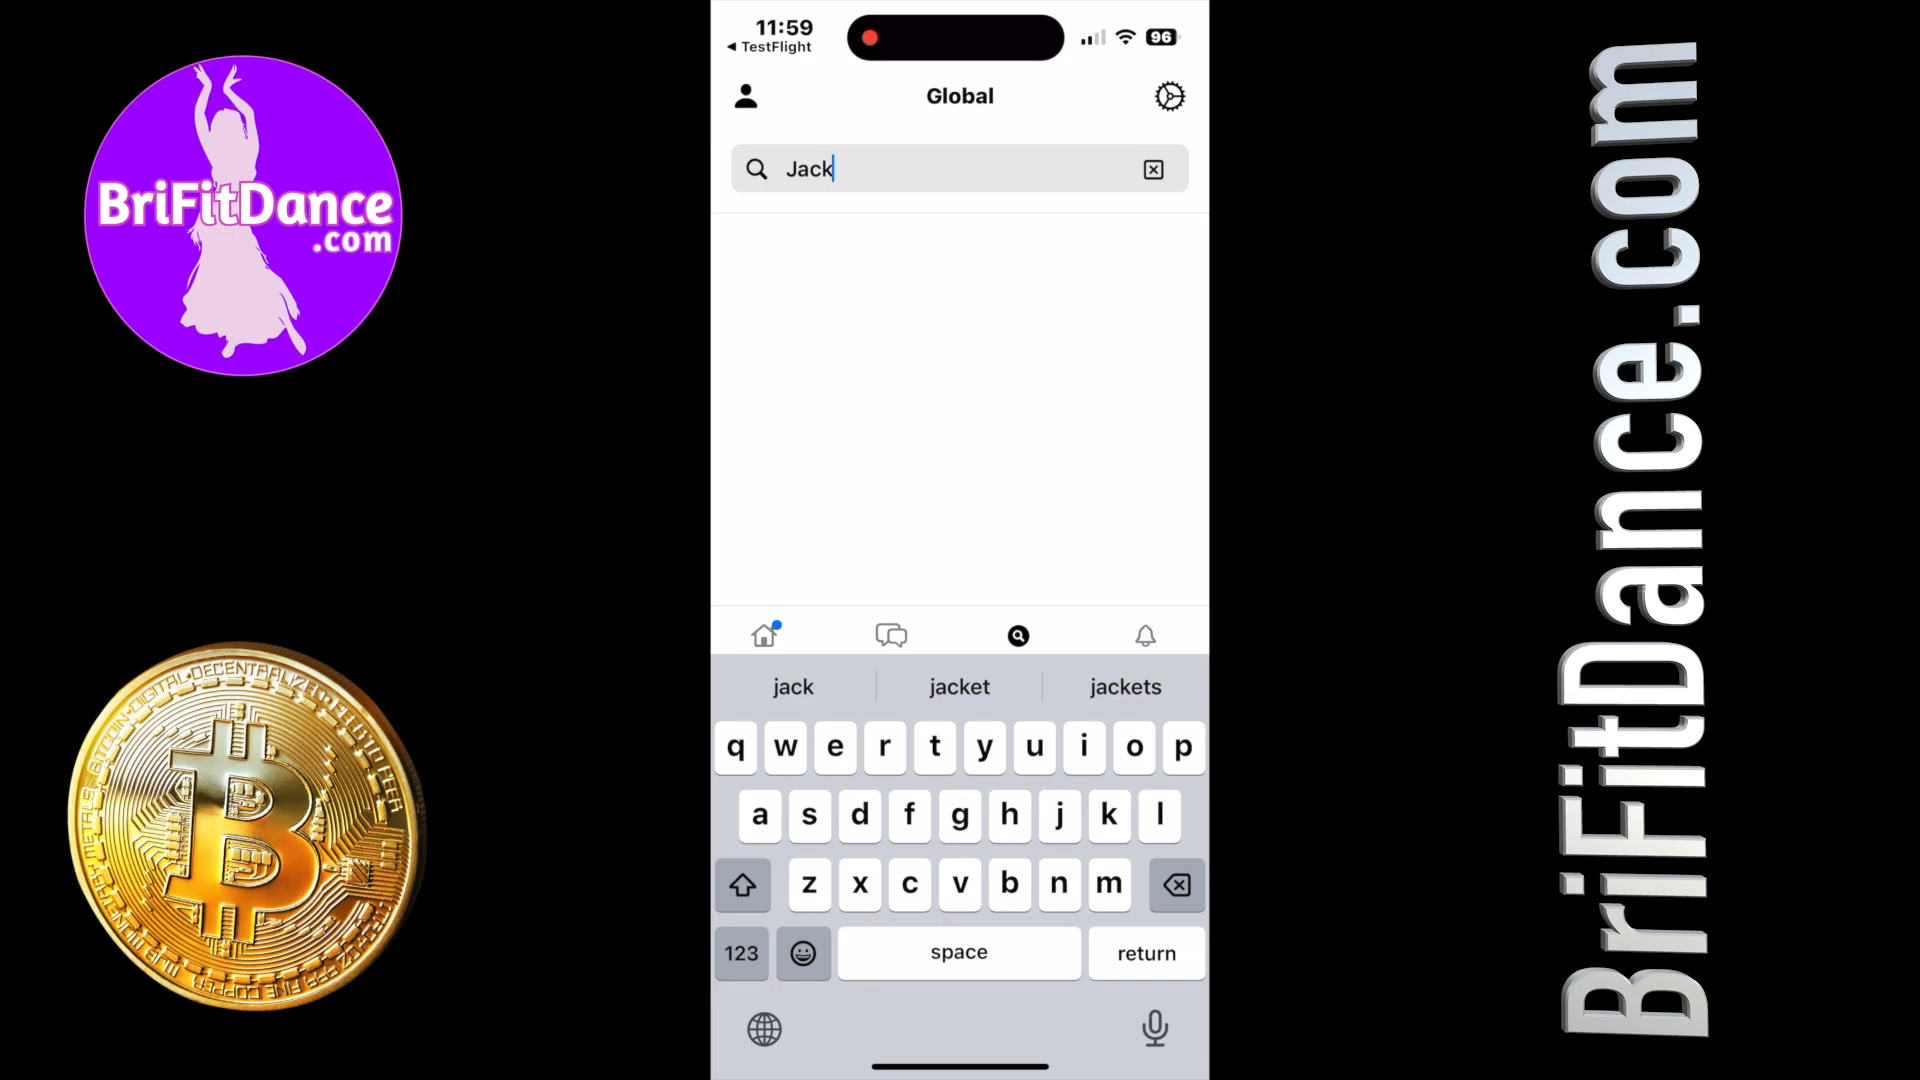 BriFitDance
.com
11:59
TestFlight
96
Global
Jack
jack
jacket
jackets
q w e r t y u i o p
a s d f g h j k l
z x c v b n m
123
space
return
BriFitDance.com